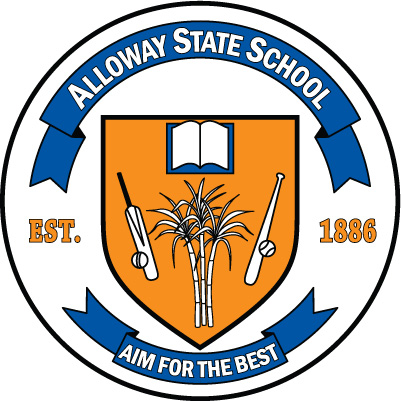 ALLOWAY STATE SCHOOL
EST. 1886
AIM FOR THE BEST